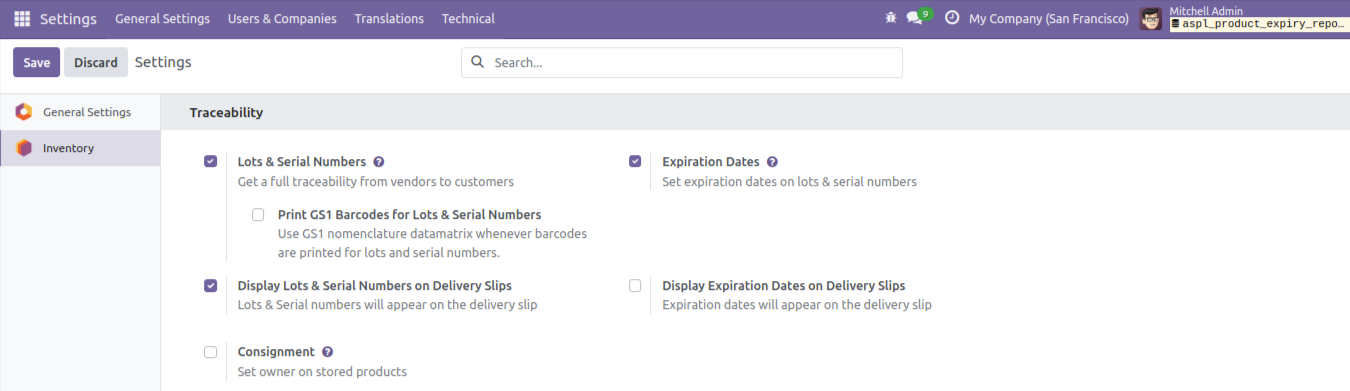 Settings General Settings Users & Companies Translations Technical 9 My Company (San Francisco) Mitchell Admin
aspl_product_expiry_repo...
Save Discard Settings Search...
General Settings
Inventory
Traceability
Lots & Serial Numbers ?
Get a full traceability from vendors to customers
Expiration Dates ?
Set expiration dates on lots & serial numbers
Print GS1 Barcodes for Lots & Serial Numbers
Use GS1 nomenclature datamatrix whenever barcodes
are printed for lots and serial numbers.
Display Lots & Serial Numbers on Delivery Slips
Lots & Serial numbers will appear on the delivery slip
Display Expiration Dates on Delivery Slips
Expiration dates will appear on the delivery slip
Consignment ?
Set owner on stored products